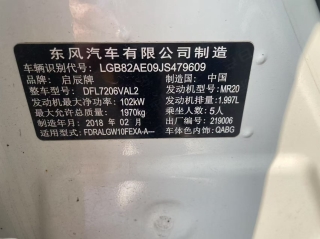 东风汽车有限公司制造
车辆识别代号 LGB82AE09JS479609
品牌：启辰牌 制造国：中国
整车型号：DFL7206VAL2 发动机型号：MR20
发动机最大净功率：102kW 发动机排量：1.997L
最大允许总质量：1970kg 乘坐人数：5人
制造年月：2018 年 02 月 出厂编号：219006
适用型式：FDRALGW10FEXA-A— 车体色内饰：QABG